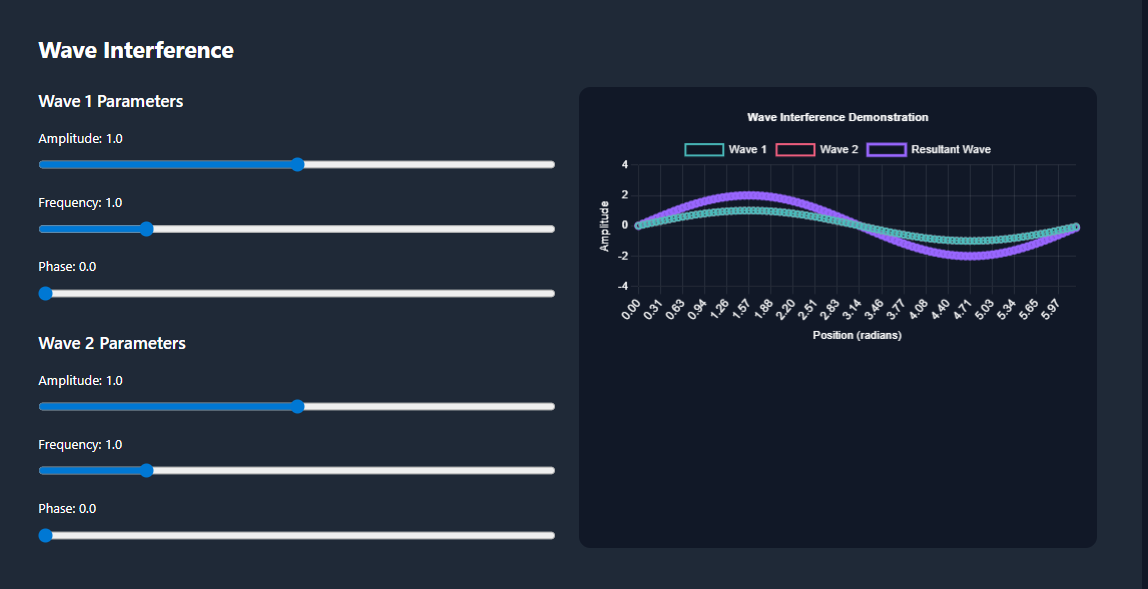 Wave Interference
Wave 1 Parameters
Amplitude: 1.0
Frequency: 1.0
Phase: 0.0
Wave 2 Parameters
Amplitude: 1.0
Frequency: 1.0
Phase: 0.0
Wave Interference Demonstration
Wave 1 Wave 2 Resultant Wave
Amplitude
4
2
0
-2
-4
0.00 0.31 0.63 0.94 1.26 1.57 1.88 2.20 2.51 2.83 3.14 3.46 3.77 4.08 4.40 4.71 5.03 5.34 5.65 5.97
Position (radians)